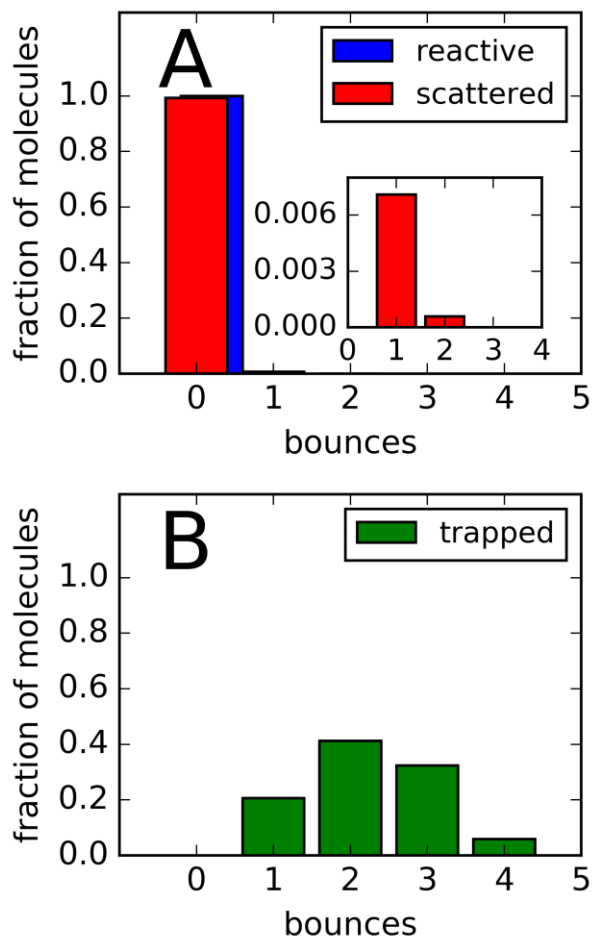 A
reactive
scattered
fraction of molecules
1.0
0.8
0.6
0.4
0.2
0.0
0.006
0.003
0.000
0 1 2 3 4
0 1 2 3 4 5
bounces
B
trapped
fraction of molecules
1.0
0.8
0.6
0.4
0.2
0.0
0 1 2 3 4 5
bounces